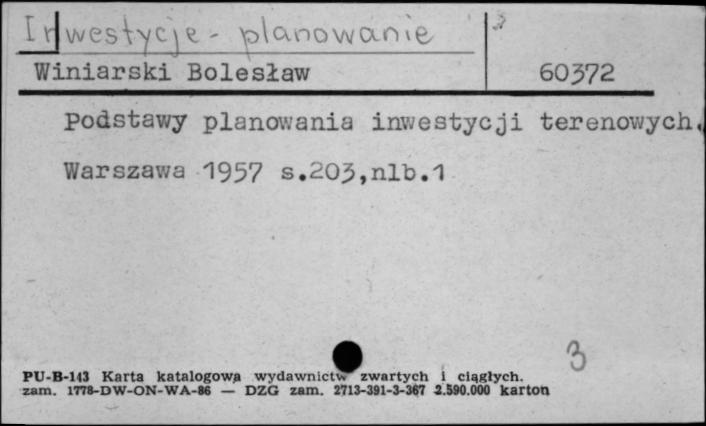 Inwestycje - planowanie 3
Winiarski Bolesław 60372
Podstawy planowania inwestycji terenowych.
Warszawa 1957 s.203,nlb.1
3
PU-B-143 Karta katalogowa wydawnictw zwartych i ciągłych.
zam. 1778-DW-ON-WA-86 — DZG zam. 2713-391-3-367 2.590.000 karton